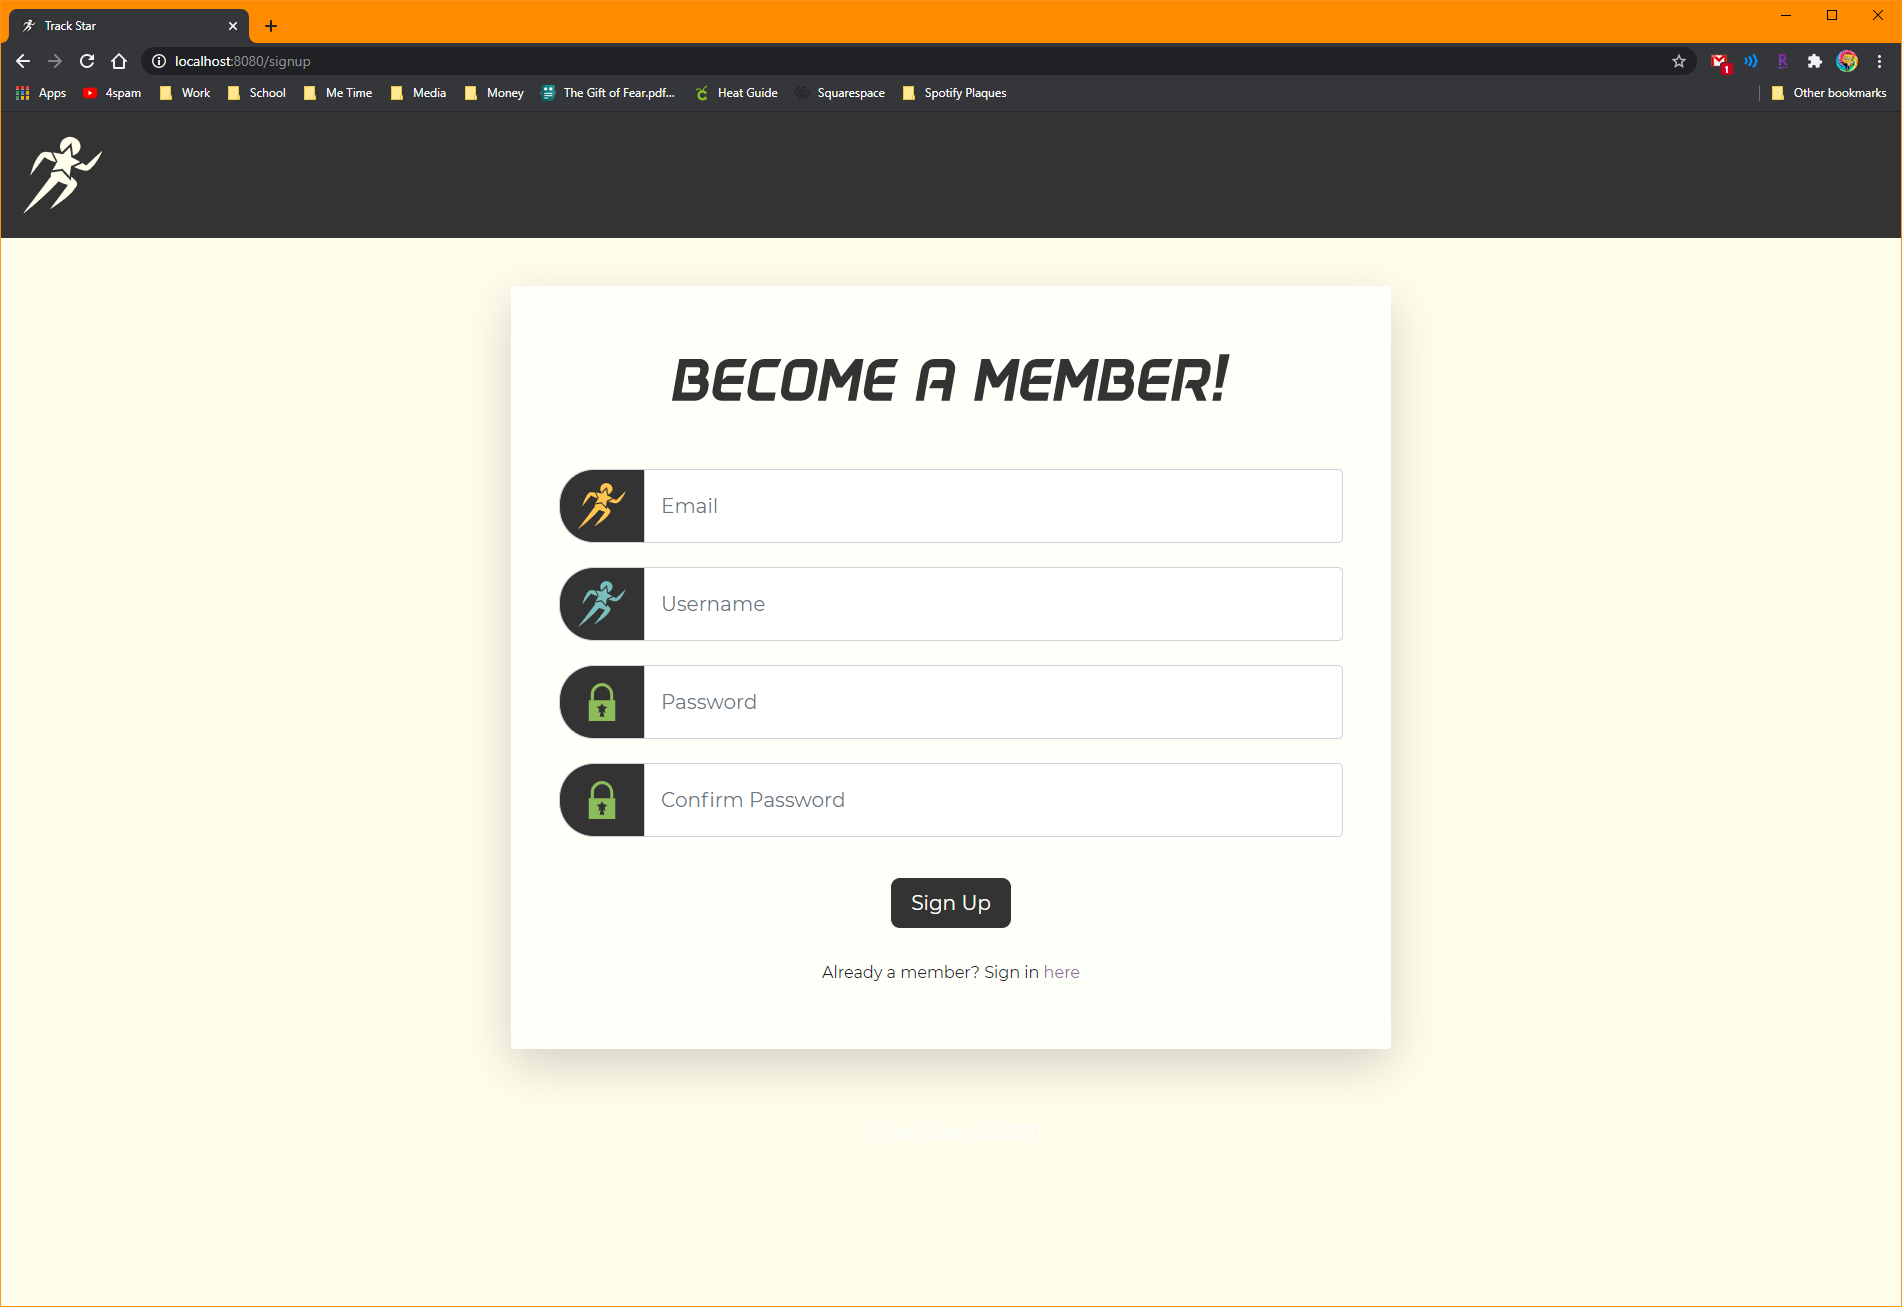 Track Star
localhost:8080/signup
1
R
Apps 4spam Work School Me Time Media Money The Gift of Fear.pdf... Heat Guide Squarespace Spotify Plaques Other bookmarks
BECOME A MEMBER!
Email
Username
Password
Confirm Password
Sign Up
Already a member? Sign in here